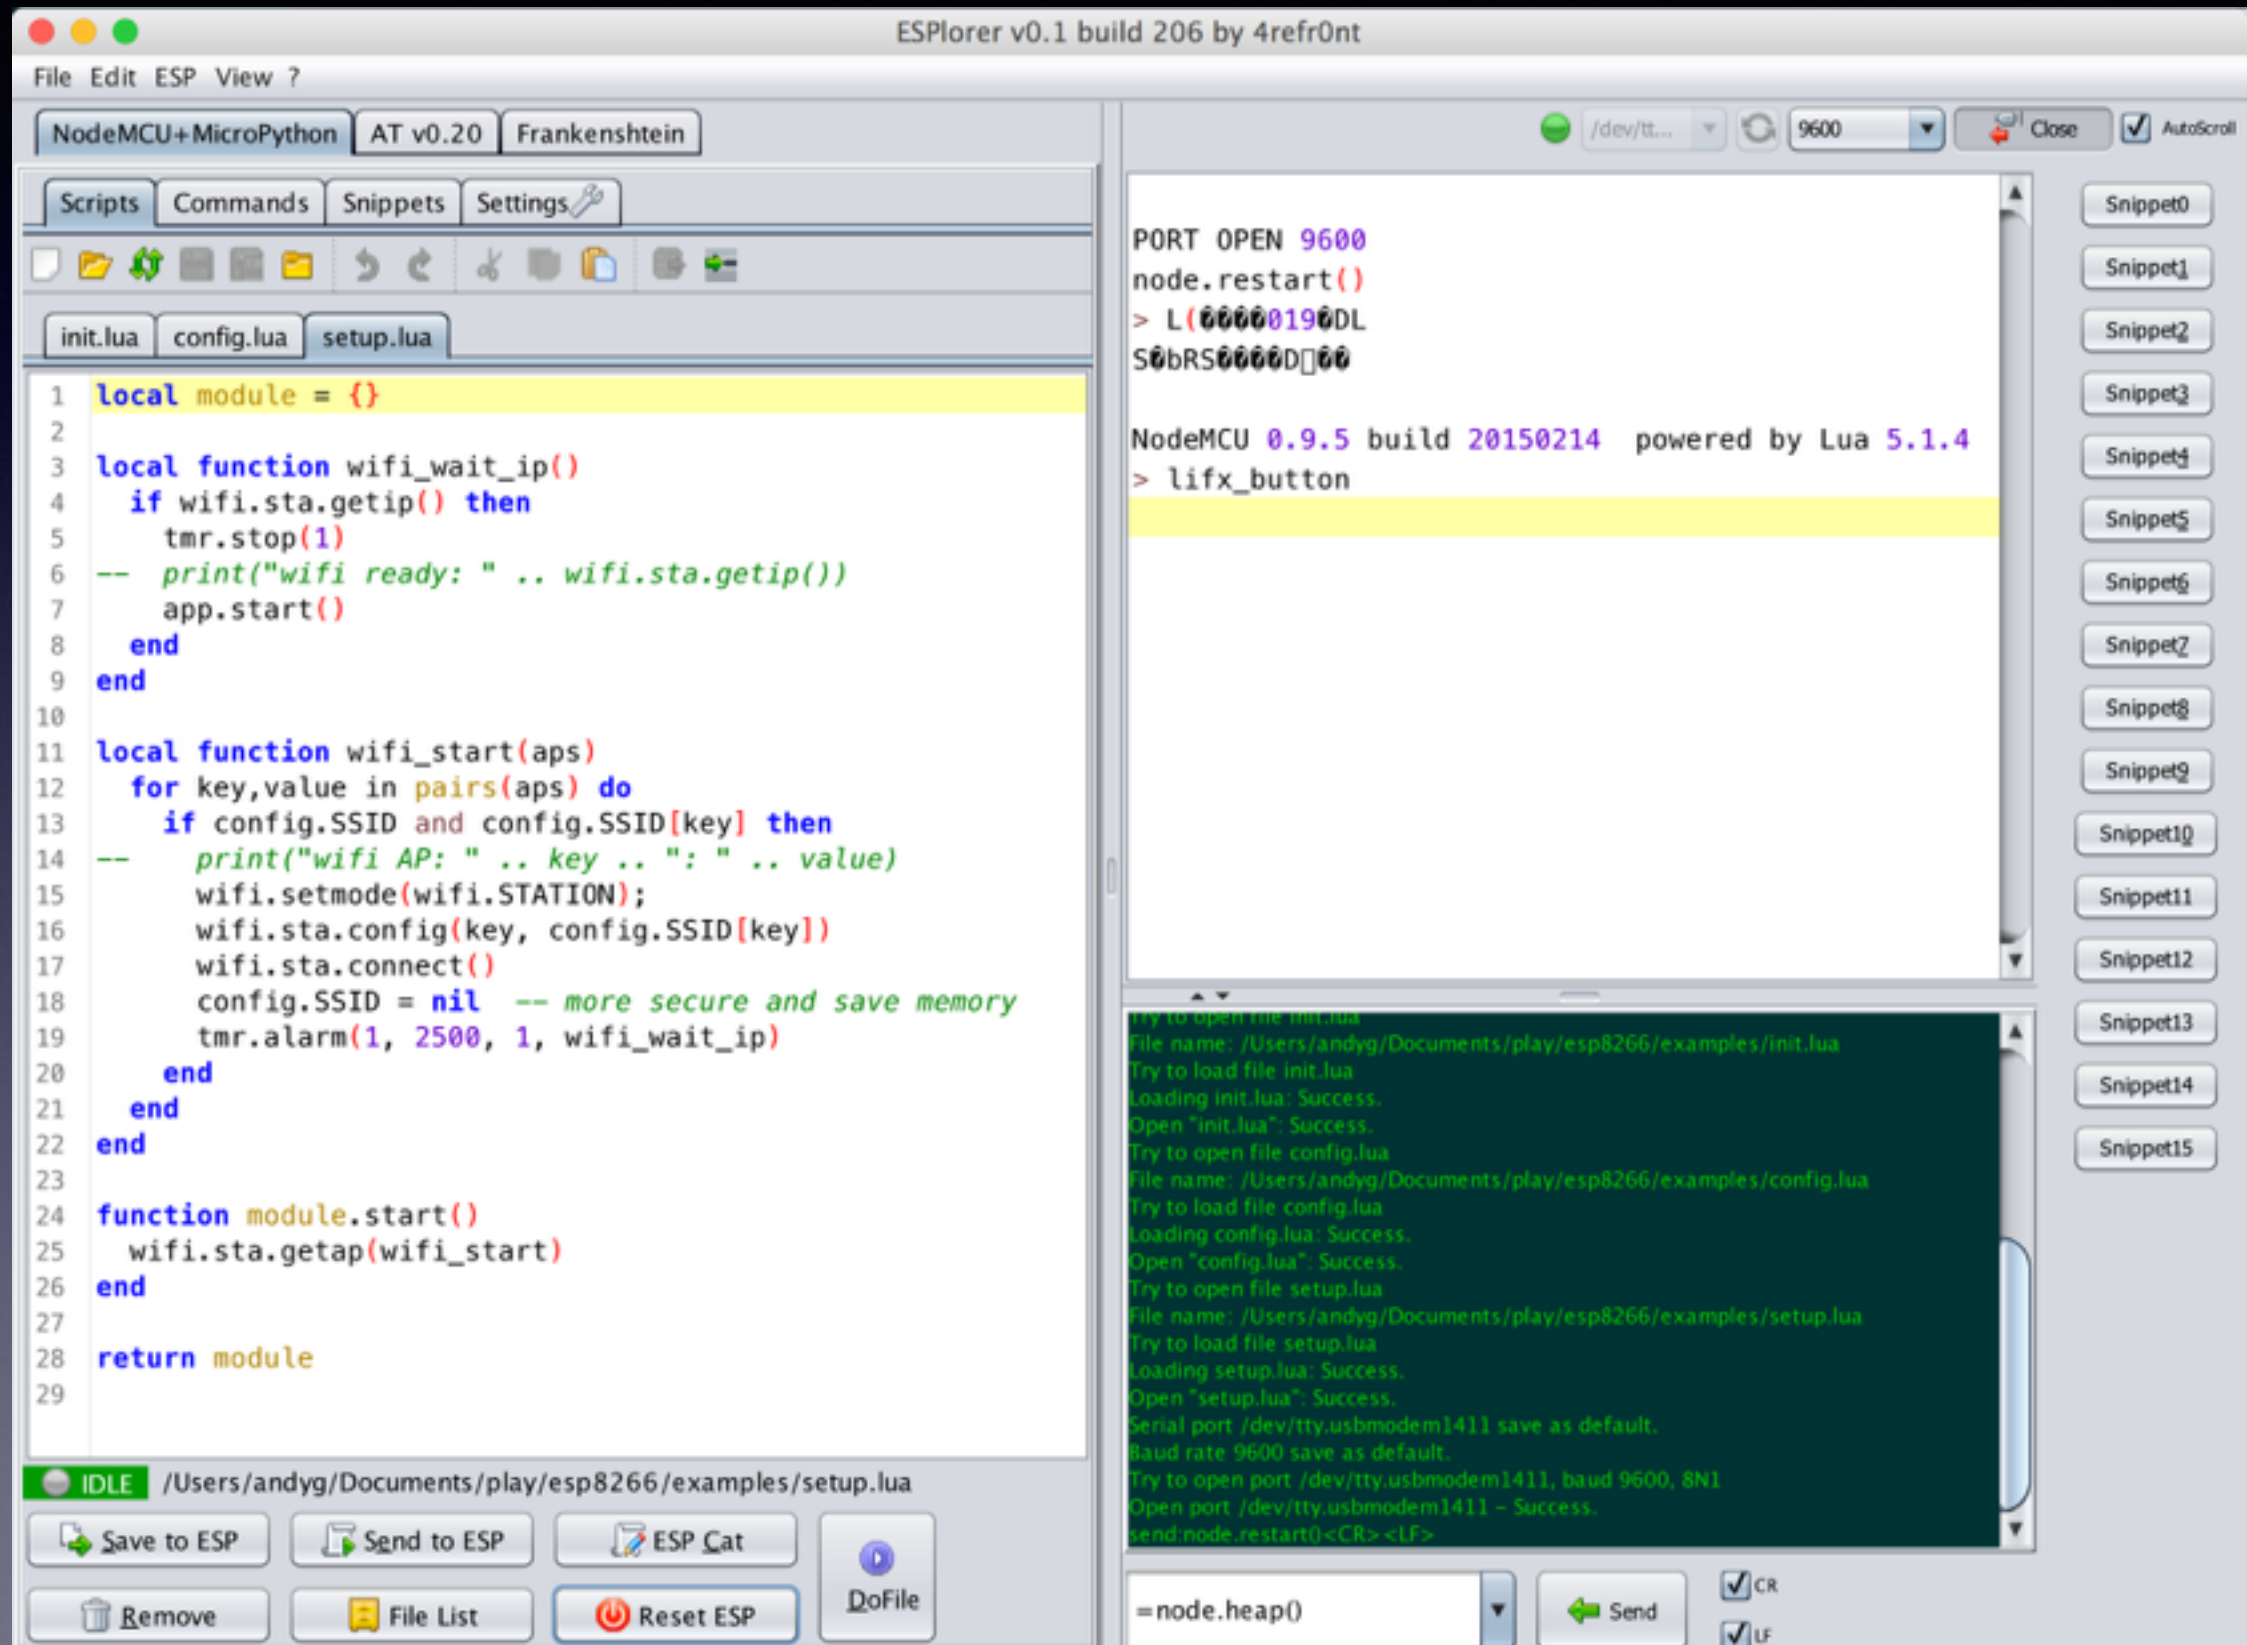 ESPlorer v0.1 build 206 by 4refr0nt
File Edit ESP View ?
NodeMCU+MicroPython AT v0.20 Frankenshtein
Scripts Commands Snippets Settings
init.lua config.lua setup.lua
1 local module = {}
2
3 local function wifi_wait_ip()
4 if wifi.sta.getip() then
5 tmr.stop(1)
6 -- print("wifi ready: " .. wifi.sta.getip())
7 app.start()
8 end
9 end
10
11 local function wifi_start(aps)
12 for key,value in pairs(aps) do
13 if config.SSID and config.SSID[key] then
14 -- print("wifi AP: " .. key .. ": " .. value)
15 wifi.setmode(wifi.STATION);
16 wifi.sta.config(key, config.SSID[key])
17 wifi.sta.connect()
18 config.SSID = nil -- more secure and save memory
19 tmr.alarm(1, 2500, 1, wifi_wait_ip)
20 end
21 end
22 end
23
24 function module.start()
25 wifi.sta.getap(wifi_start)
26 end
27
28 return module
29
IDLE /Users/andyg/Documents/play/esp8266/examples/setup.lua
Save to ESP Send to ESP ESP Cat
DoFile
Remove File List Reset ESP
/dev/tt... 9600 Close AutoScroll
PORT OPEN 9600
node.restart()
> L(����019�DL
S�bRS����D▯��
NodeMCU 0.9.5 build 20150214 powered by Lua 5.1.4
> lifx_button
Try to open file init.lua
File name: /Users/andyg/Documents/play/esp8266/examples/init.lua
Try to load file init.lua
Loading init.lua: Success.
Open "init.lua": Success.
Try to open file config.lua
File name: /Users/andyg/Documents/play/esp8266/examples/config.lua
Try to load file config.lua
Loading config.lua: Success.
Open "config.lua": Success.
Try to open file setup.lua
File name: /Users/andyg/Documents/play/esp8266/examples/setup.lua
Try to load file setup.lua
Loading setup.lua: Success.
Open "setup.lua": Success.
Serial port /dev/tty.usbmodem1411 save as default.
Baud rate 9600 save as default.
Try to open port /dev/tty.usbmodem1411, baud 9600, 8N1
Open port /dev/tty.usbmodem1411 - Success.
send:node.restart()<CR><LF>
=node.heap() Send
CR
LF
Snippet0
Snippet1
Snippet2
Snippet3
Snippet4
Snippet5
Snippet6
Snippet7
Snippet8
Snippet9
Snippet10
Snippet11
Snippet12
Snippet13
Snippet14
Snippet15